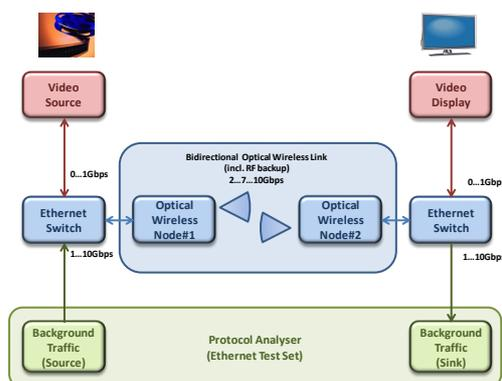 Video
Source
Video
Display
0...1Gbps
0...1Gbps
Bidirectional Optical Wireless Link
(incl. RF backup)
2...7...10Gbps
Ethernet
Switch
Optical
Wireless
Node#1
Optical
Wireless
Node#2
Ethernet
Switch
1...10Gbps
1...10Gbp
Background
Traffic
(Source)
Protocol Analyser
(Ethernet Test Set)
Background
Traffic
(Sink)